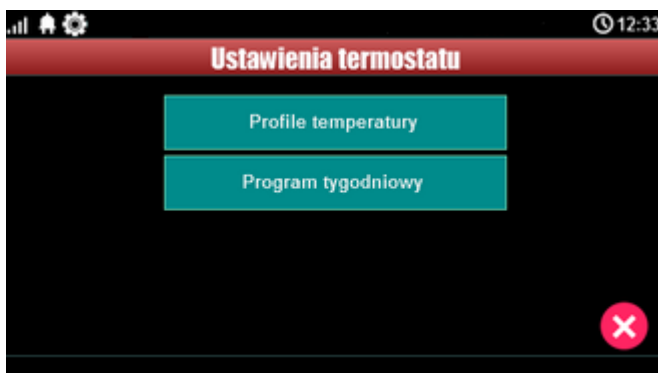 12:33
Ustawienia termostatu
Profile temperatury
Program tygodniowy